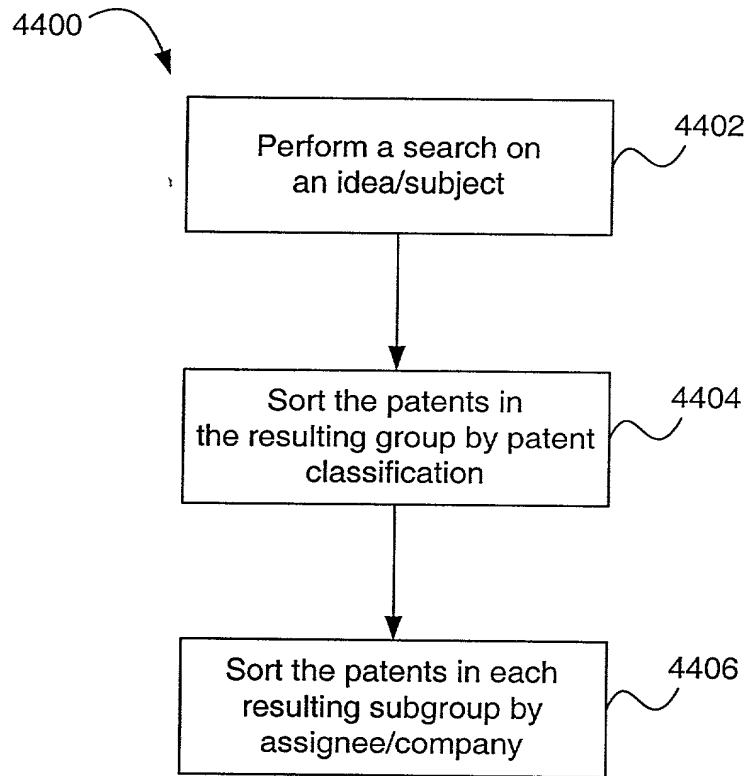 4400
Perform a search on
an idea/subject
4402
Sort the patents in
the resulting group by patent
classification
4404
Sort the patents in each
resulting subgroup by
assignee/company
4406